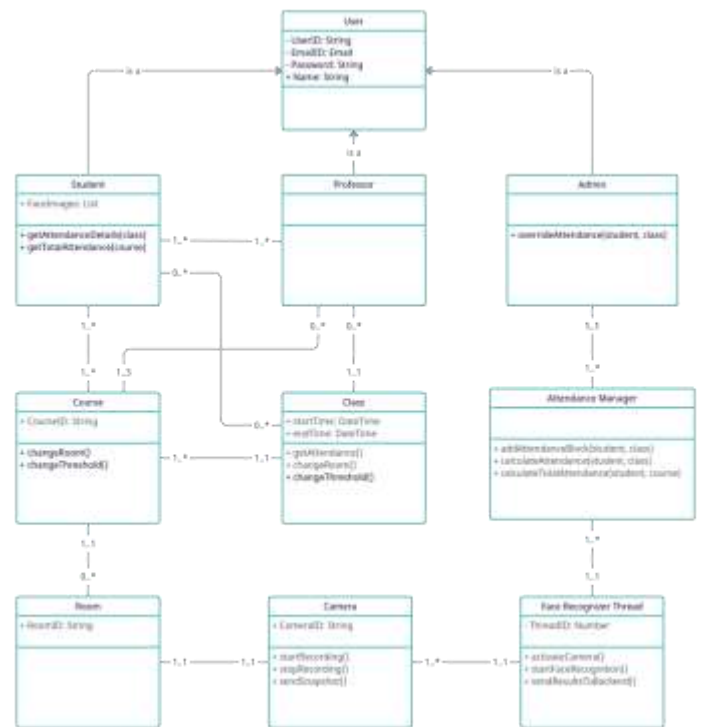 User
- UserID: String
- EmailID: Email
- Password: String
+ Name: String
is a
is a
is a
Student
+ FaceImages: List
+ getAttendanceDetails(class)
+ getTotalAttendance(course)
Professor
Admin
+ overrideAttendance(student, class)
1..*
1..*
0..*
1..*
0..*
0..*
1..1
1..*
1..3
1..1
1..*
Course
+ CourseID: String
+ changeRoom()
+ changeThreshold()
Class
+ startTime: DateTime
+ endTime: DateTime
+ getAttendance()
+ changeRoom()
+ changeThreshold()
Attendance Manager
+ addAttendanceBlock(student, class)
+ calculateAttendance(student, class)
+ calculateTotalAttendance(student, course)
0..*
1..*
1..1
1..1
0..*
1..*
1..1
Room
+ RoomID: String
Camera
+ CameraID: String
+ startRecording()
+ stopRecording()
+ sendSnapshot()
Face Recognizer Thread
ThreadID: Number
+ activateCamera()
+ startFaceRecognition()
+ sendResultsToBackend()
1..1
1..1
1..*
1..1